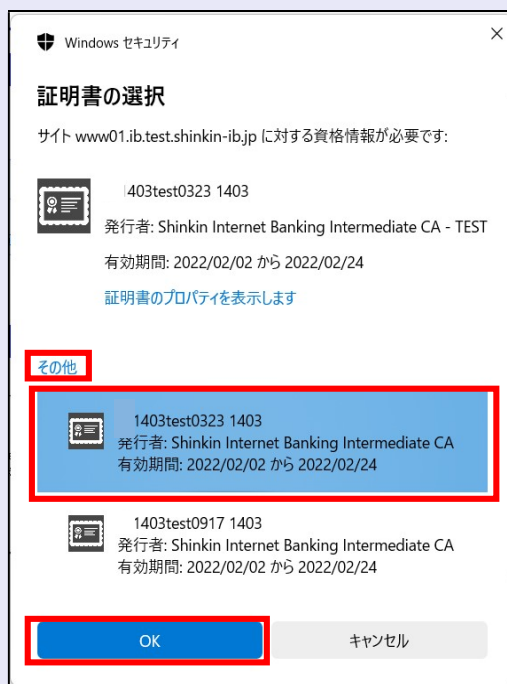 Windows セキュリティ
証明書の選択
サイト www01.ib.test.shinkin-ib.jp に対する資格情報が必要です:
1403test0323 1403
発行者: Shinkin Internet Banking Intermediate CA - TEST
有効期間: 2022/02/02 から 2022/02/24
証明書のプロパティを表示します
その他
1403test0323 1403
発行者: Shinkin Internet Banking Intermediate CA
有効期間: 2022/02/02 から 2022/02/24
1403test0917 1403
発行者: Shinkin Internet Banking Intermediate CA
有効期間: 2022/02/02 から 2022/02/24
OK
キャンセル